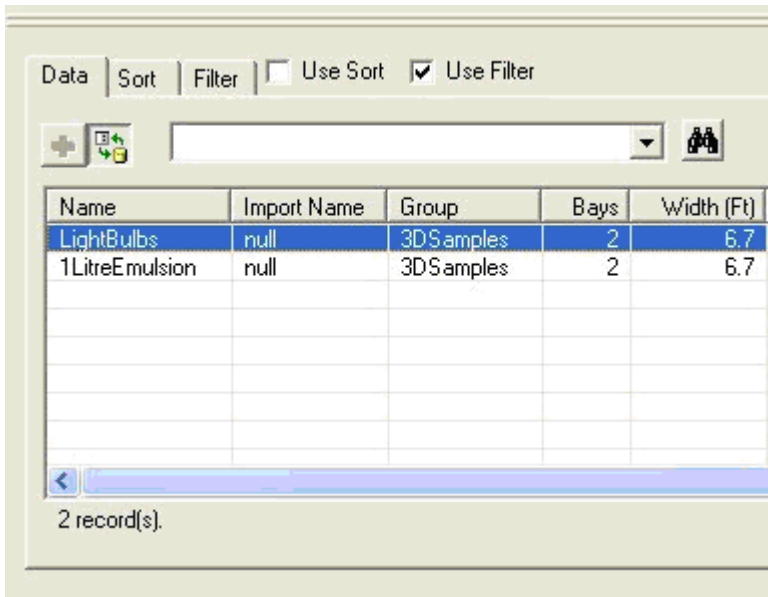 Data Sort Filter Use Sort Use Filter
Name Import Name Group Bays Width (Ft)
LightBulbs null 3DSamples 2 6.7
1LitreEmulsion null 3DSamples 2 6.7
2 record(s).